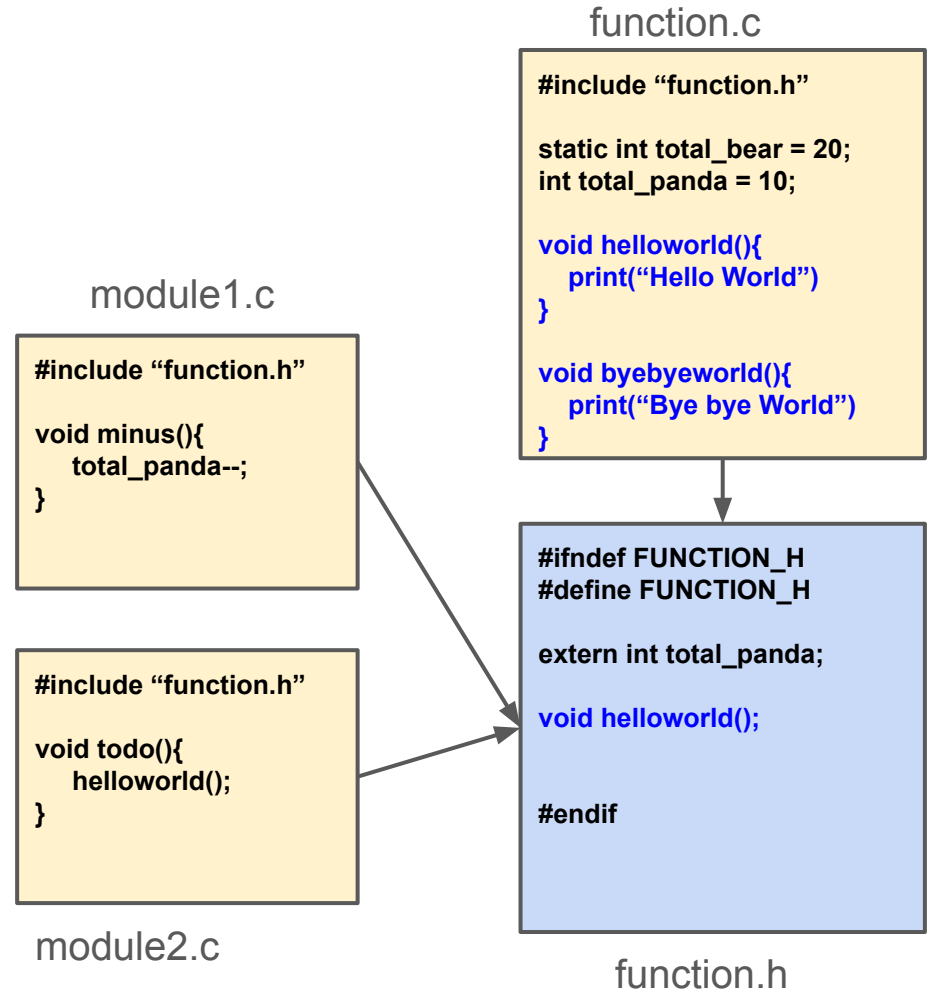 function.c
#include “function.h”
static int total_bear = 20;
int total_panda = 10;
void helloworld(){
print(“Hello World”)
}
void byebyeworld(){
print(“Bye bye World”)
}
module1.c
#include “function.h”
void minus(){
total_panda--;
}
#include “function.h”
void todo(){
helloworld();
}
module2.c
#ifndef FUNCTION_H
#define FUNCTION_H
extern int total_panda;
void helloworld();
#endif
function.h